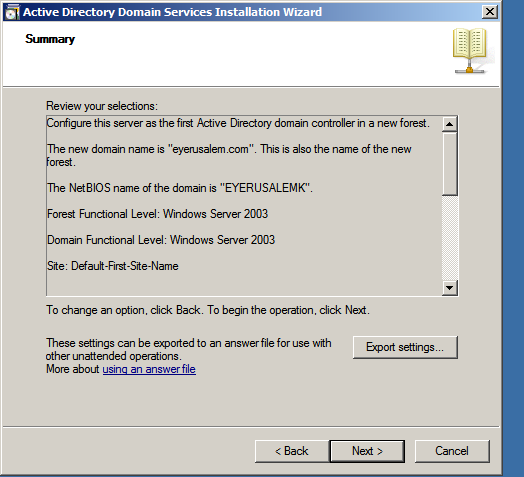 Active Directory Domain Services Installation Wizard
Summary
Review your selections:
Configure this server as the first Active Directory domain controller in a new forest.
The new domain name is "eyerusalem.com". This is also the name of the new
forest.
The NetBIOS name of the domain is "EYERUSALEMK".
Forest Functional Level: Windows Server 2003
Domain Functional Level: Windows Server 2003
Site: Default-First-Site-Name
To change an option, click Back. To begin the operation, click Next.
These settings can be exported to an answer file for use with
other unattended operations.
More about using an answer file
Export settings...
< Back
Next >
Cancel